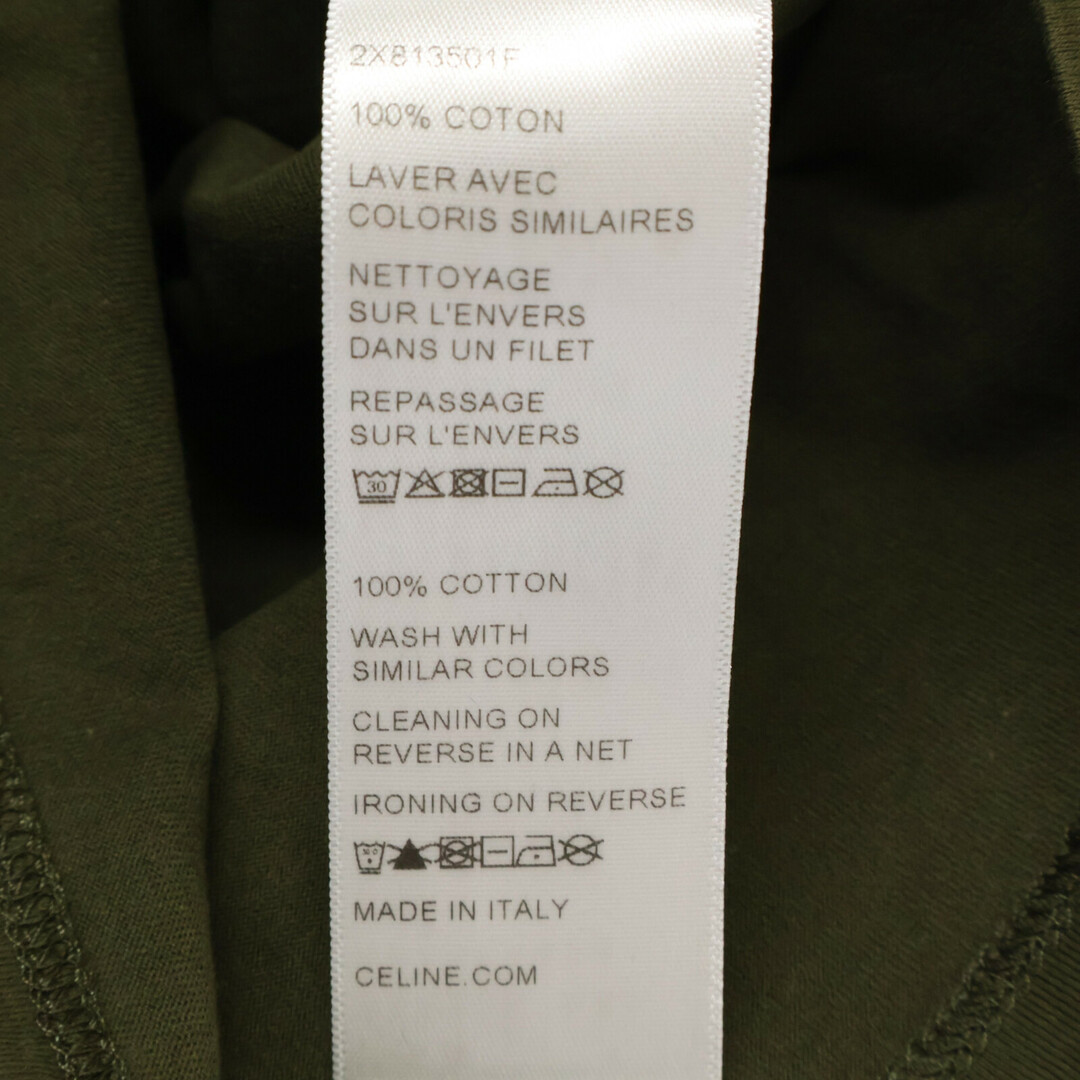 2X813501F
100% COTON
LAVER AVEC
COLORIS SIMILAIRES
NETTOYAGE
SUR L'ENVERS
DANS UN FILET
REPASSAGE
SUR L'ENVERS
30
100% COTTON
WASH WITH
SIMILAR COLORS
CLEANING ON
REVERSE IN A NET
IRONING ON REVERSE
MADE IN ITALY
CELINE.COM